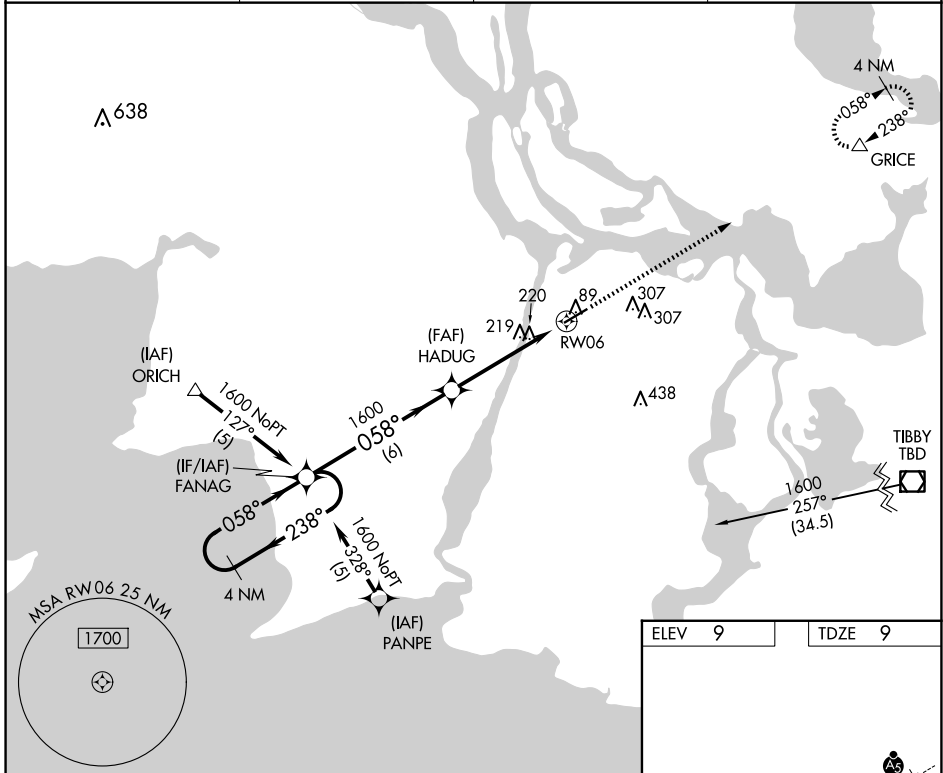 638
4 NM
058°
238°
GRICE
220
89
307
219
307
RW06
(FAF)
HADUG
(IAF)
ORICH
438
1600 NoPT
127°
(5)
1600
058°
(6)
TIBBY
TBD
(IF/IAF)
FANAG
1600
257°
(34.5)
058°
238°
1600 NoPT
328°
(5)
4 NM
MSA RW06 25 NM
1700
(IAF)
PANPE
ELEV 9
TDZE 9
A5